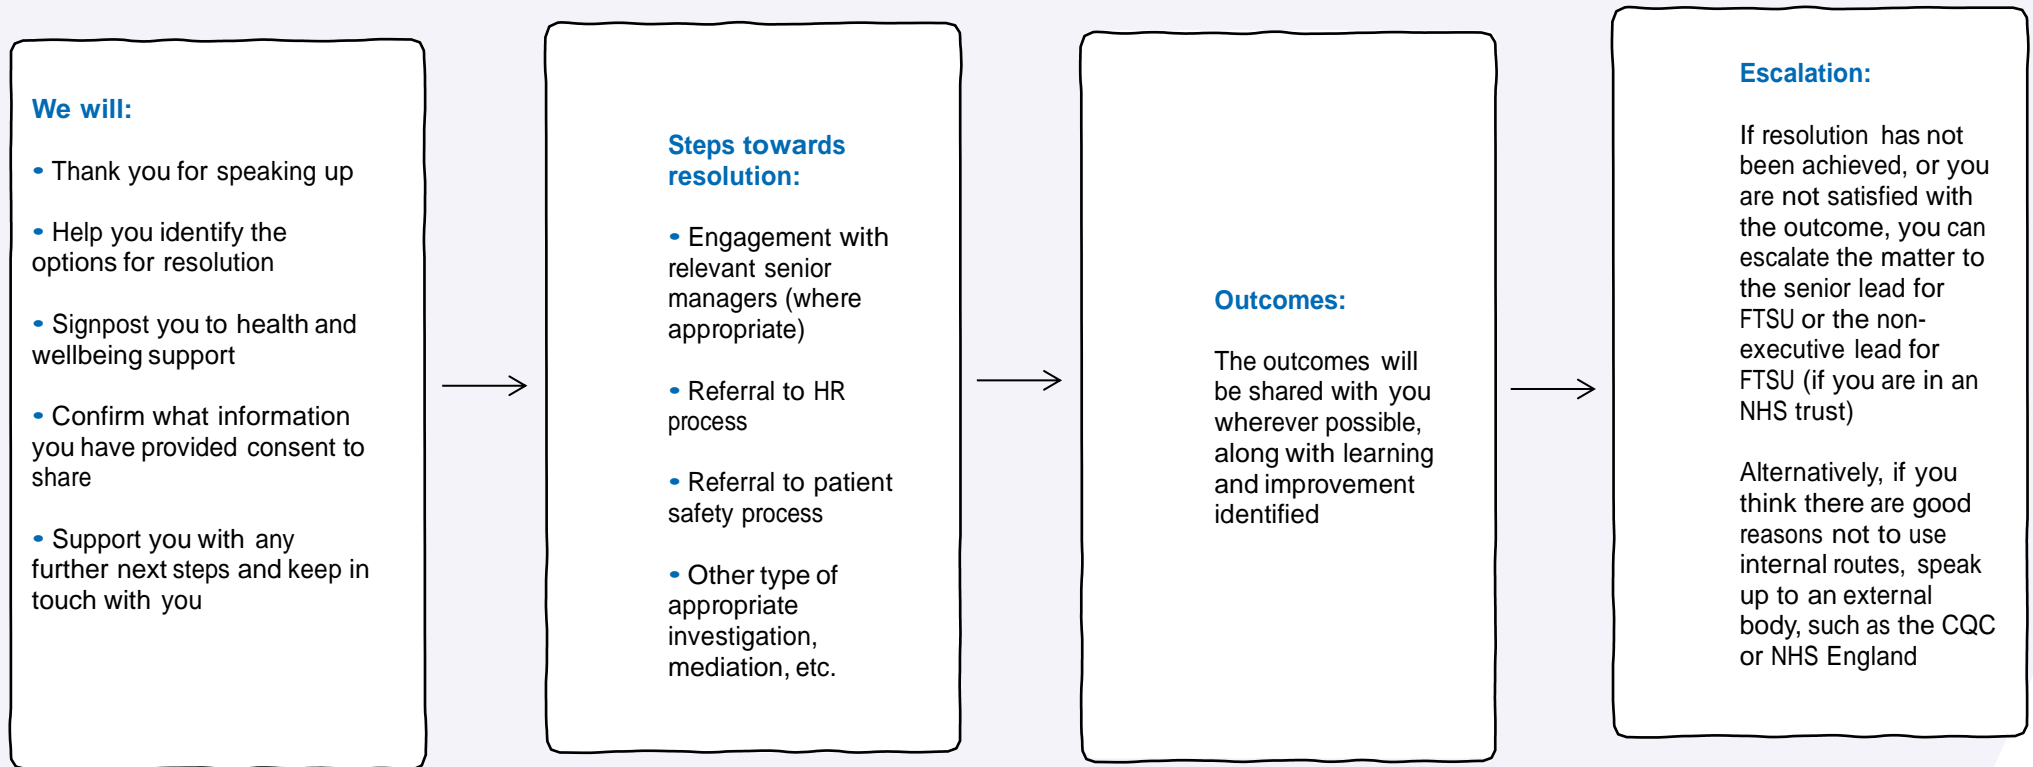 We will:
• Thank you for speaking up
• Help you identify the
options for resolution
• Signpost you to health and
wellbeing support
• Confirm what information
you have provided consent to
share
• Support you with any
further next steps and keep in
touch with you
Steps towards
resolution:
• Engagement with
relevant senior
managers (where
appropriate)
• Referral to HR
process
• Referral to patient
safety process
• Other type of
appropriate
investigation,
mediation, etc.
Outcomes:
The outcomes will
be shared with you
wherever possible,
along with learning
and improvement
identified
Escalation:
If resolution has not
been achieved, or you
are not satisfied with
the outcome, you can
escalate the matter to
the senior lead for
FTSU or the non-
executive lead for
FTSU (if you are in an
NHS trust)
Alternatively, if you
think there are good
reasons not to use
internal routes, speak
up to an external
body, such as the CQC
or NHS England